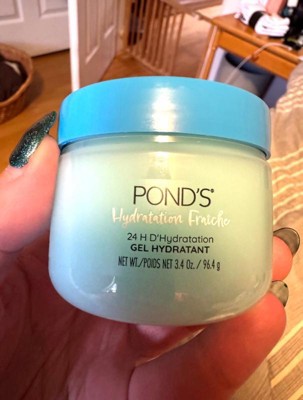 POND'S®
Hydratation Fraîche
24 H D'Hydratation
GEL HYDRATANT
NET WT./POIDS NET 3.4 Oz. / 96.4 g